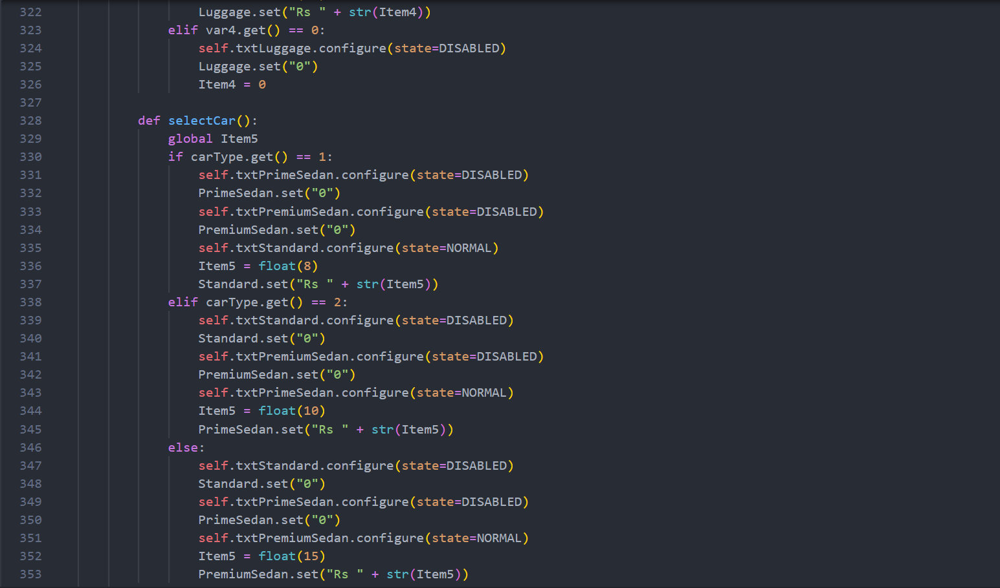 322                     Luggage.set("Rs " + str(Item4))
323                 elif var4.get() == 0:
324                     self.txtLuggage.configure(state=DISABLED)
325                     Luggage.set("0")
326                     Item4 = 0
327
328             def selectCar():
329                 global Item5
330                 if carType.get() == 1:
331                     self.txtPrimeSedan.configure(state=DISABLED)
332                     PrimeSedan.set("0")
333                     self.txtPremiumSedan.configure(state=DISABLED)
334                     PremiumSedan.set("0")
335                     self.txtStandard.configure(state=NORMAL)
336                     Item5 = float(8)
337                     Standard.set("Rs " + str(Item5))
338                 elif carType.get() == 2:
339                     self.txtStandard.configure(state=DISABLED)
340                     Standard.set("0")
341                     self.txtPremiumSedan.configure(state=DISABLED)
342                     PremiumSedan.set("0")
343                     self.txtPrimeSedan.configure(state=NORMAL)
344                     Item5 = float(10)
345                     PrimeSedan.set("Rs " + str(Item5))
346                 else:
347                     self.txtStandard.configure(state=DISABLED)
348                     Standard.set("0")
349                     self.txtPrimeSedan.configure(state=DISABLED)
350                     PrimeSedan.set("0")
351                     self.txtPremiumSedan.configure(state=NORMAL)
352                     Item5 = float(15)
353                     PremiumSedan.set("Rs " + str(Item5))